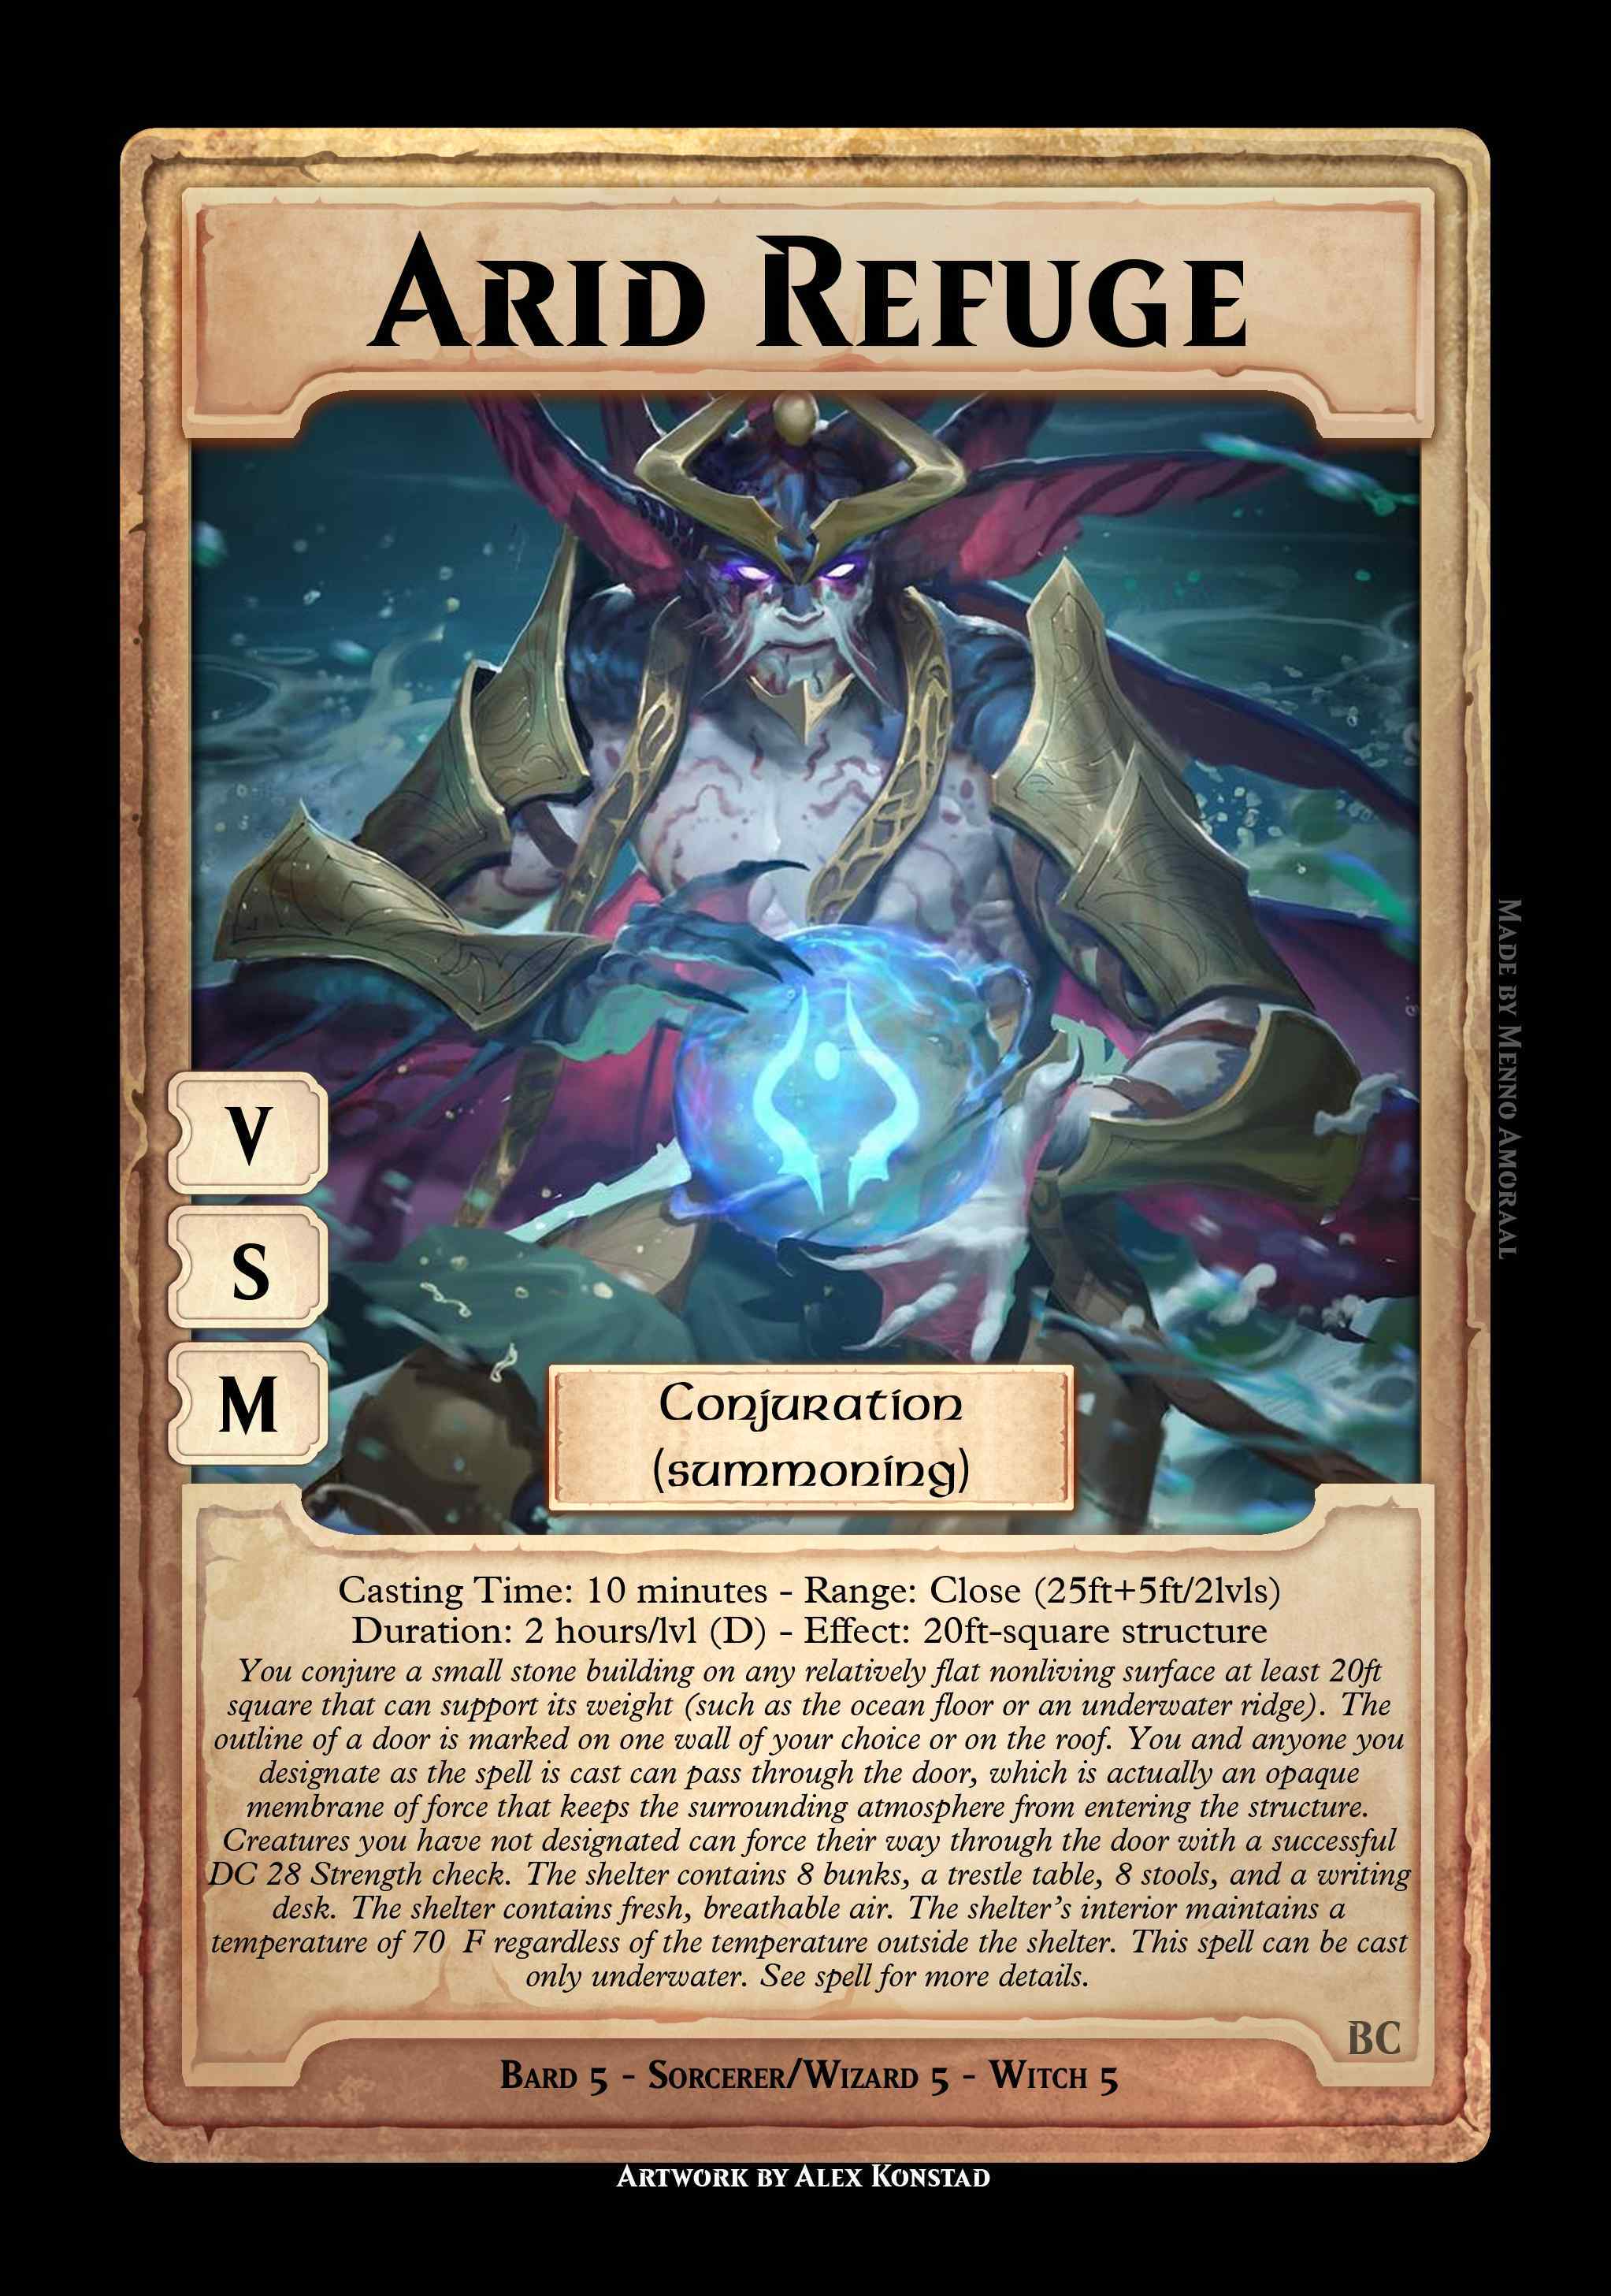 Arid Refuge
V
S
M
Conjuration
(summoning)
Casting Time: 10 minutes - Range: Close (25ft+5ft/2lvls)
Duration: 2 hours/lvl (D) - Effect: 20ft-square structure
You conjure a small stone building on any relatively flat nonliving surface at least 20ft
square that can support its weight (such as the ocean floor or an underwater ridge). The
outline of a door is marked on one wall of your choice or on the roof. You and anyone you
designate as the spell is cast can pass through the door, which is actually an opaque
membrane of force that keeps the surrounding atmosphere from entering the structure.
Creatures you have not designated can force their way through the door with a successful
DC 28 Strength check. The shelter contains 8 bunks, a trestle table, 8 stools, and a writing
desk. The shelter contains fresh, breathable air. The shelter's interior maintains a
temperature of 70  F regardless of the temperature outside the shelter. This spell can be cast
only underwater. See spell for more details.
BC
Bard 5 - Sorcerer/Wizard 5 - Witch 5
Artwork by Alex Konstad
Made by Menno Amoraal